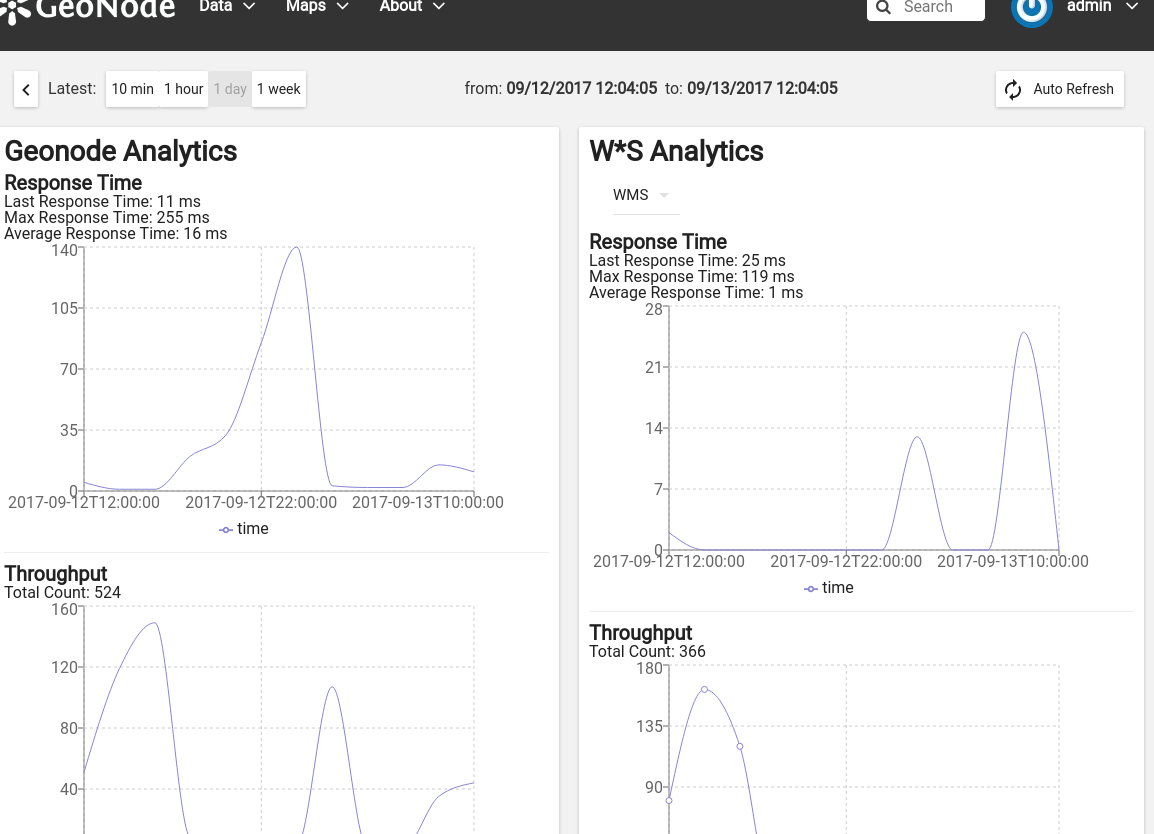 GeoNode Data Maps About Search admin
Latest: 10 min 1 hour 1 day 1 week from: 09/12/2017 12:04:05 to: 09/13/2017 12:04:05 Auto Refresh
Geonode Analytics
Response Time
Last Response Time: 11 ms
Max Response Time: 255 ms
Average Response Time: 16 ms
140
105
70
35
0
2017-09-12T12:00:00 2017-09-12T22:00:00 2017-09-13T10:00:00
time
Throughput
Total Count: 524
160
120
80
40
W*S Analytics
WMS
Response Time
Last Response Time: 25 ms
Max Response Time: 119 ms
Average Response Time: 1 ms
28
21
14
7
0
2017-09-12T12:00:00 2017-09-12T22:00:00 2017-09-13T10:00:00
time
Throughput
Total Count: 366
180
135
90